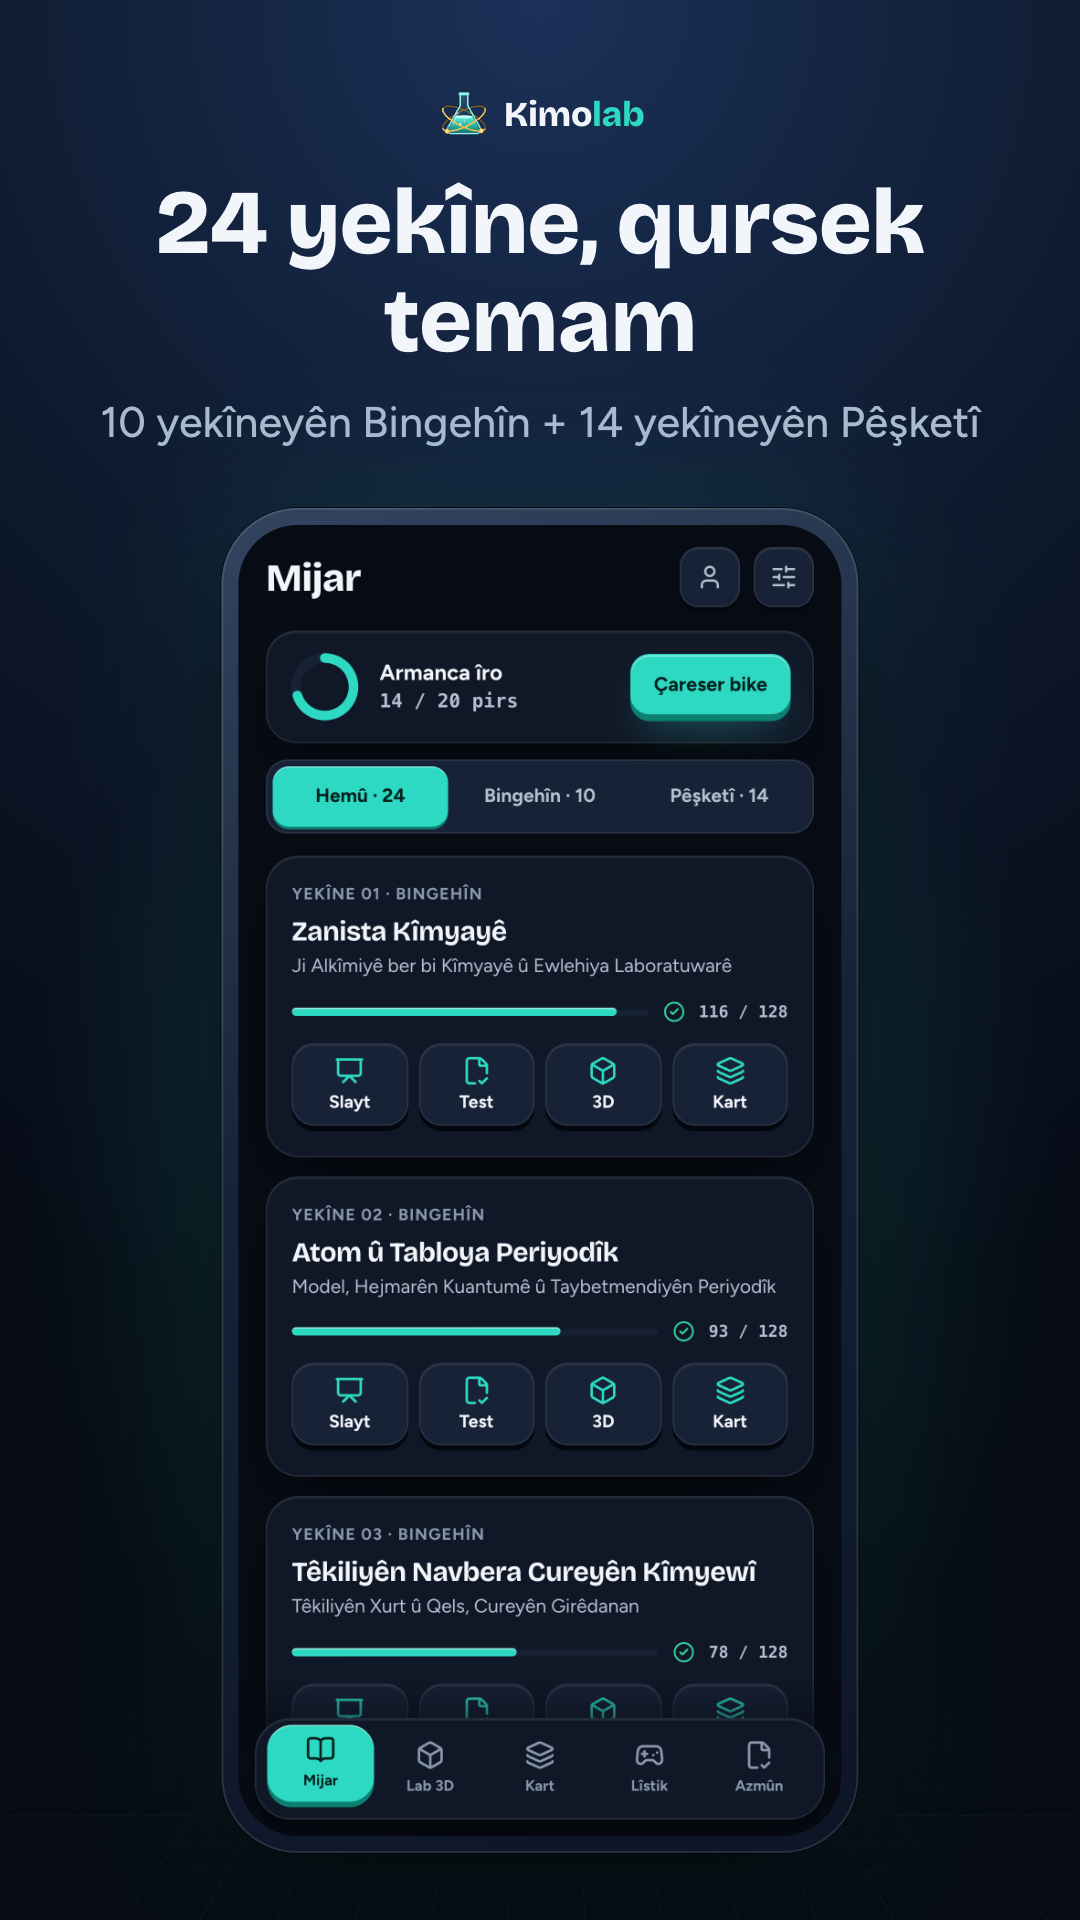 Kimolab
24 yekîne, qursek
temam
10 yekîneyên Bingehîn + 14 yekîneyên Pêşketî
Mijar
Armanca îro
14 / 20 pirs
Çareser bike
Hemû · 24
Bingehîn · 10
Pêşketî · 14
YEKÎNE 01 · BINGEHÎN
Zanista Kîmyayê
Ji Alkîmiyê ber bi Kîmyayê û Ewlehiya Laboratuwarê
116 / 128
Slayt
Test
3D
Kart
YEKÎNE 02 · BINGEHÎN
Atom û Tabloya Periyodîk
Model, Hejmarên Kuantumê û Taybetmendiyên Periyodîk
93 / 128
Slayt
Test
3D
Kart
YEKÎNE 03 · BINGEHÎN
Têkiliyên Navbera Cureyên Kîmyewî
Têkiliyên Xurt û Qels, Cureyên Girêdanan
78 / 128
Mijar
Lab 3D
Kart
Lîstik
Azmûn